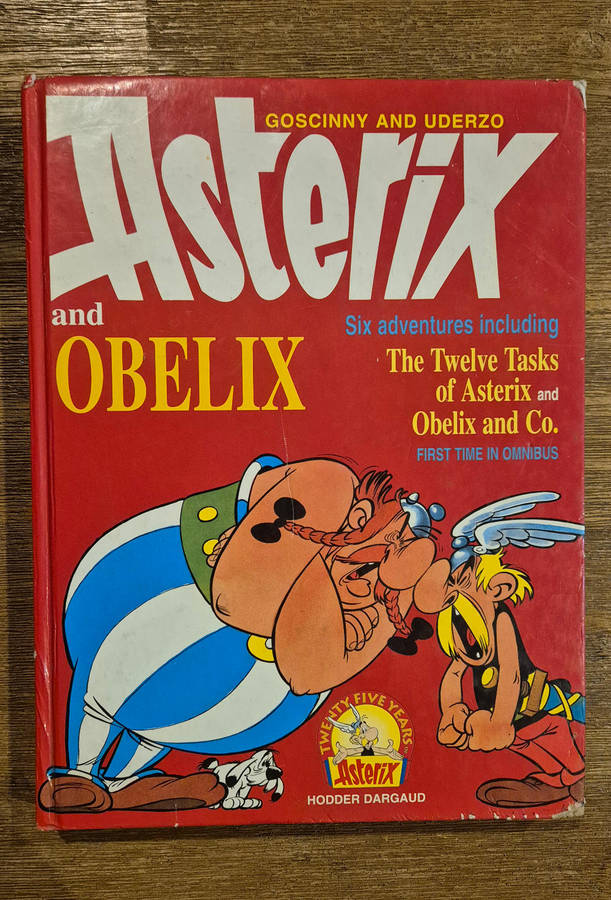 GOSCINNY AND UDERZO
Asterix
and
OBELIX
Six adventures including
The Twelve Tasks
of Asterix and
Obelix and Co.
FIRST TIME IN OMNIBUS
TWENTY FIVE YEARS
Asterix
HODDER DARGAUD